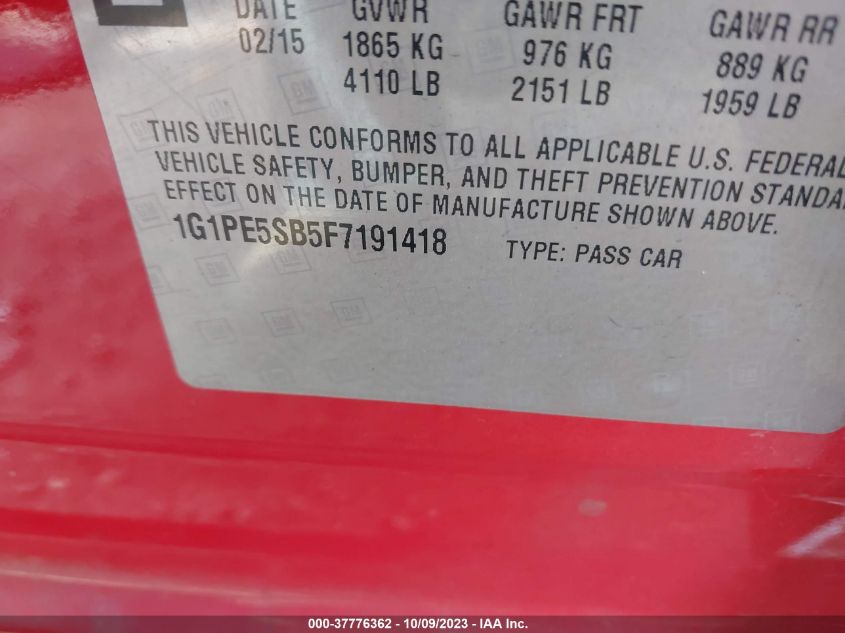 DATE GVWR GAWR FRT GAWR RR
02/15 1865 KG 976 KG 889 KG
4110 LB 2151 LB 1959 LB
THIS VEHICLE CONFORMS TO ALL APPLICABLE U.S. FEDERAL
VEHICLE SAFETY, BUMPER, AND THEFT PREVENTION STANDA
EFFECT ON THE DATE OF MANUFACTURE SHOWN ABOVE.
1G1PE5SB5F7191418 TYPE: PASS CAR
000-37776362 - 10/09/2023 - IAA Inc.